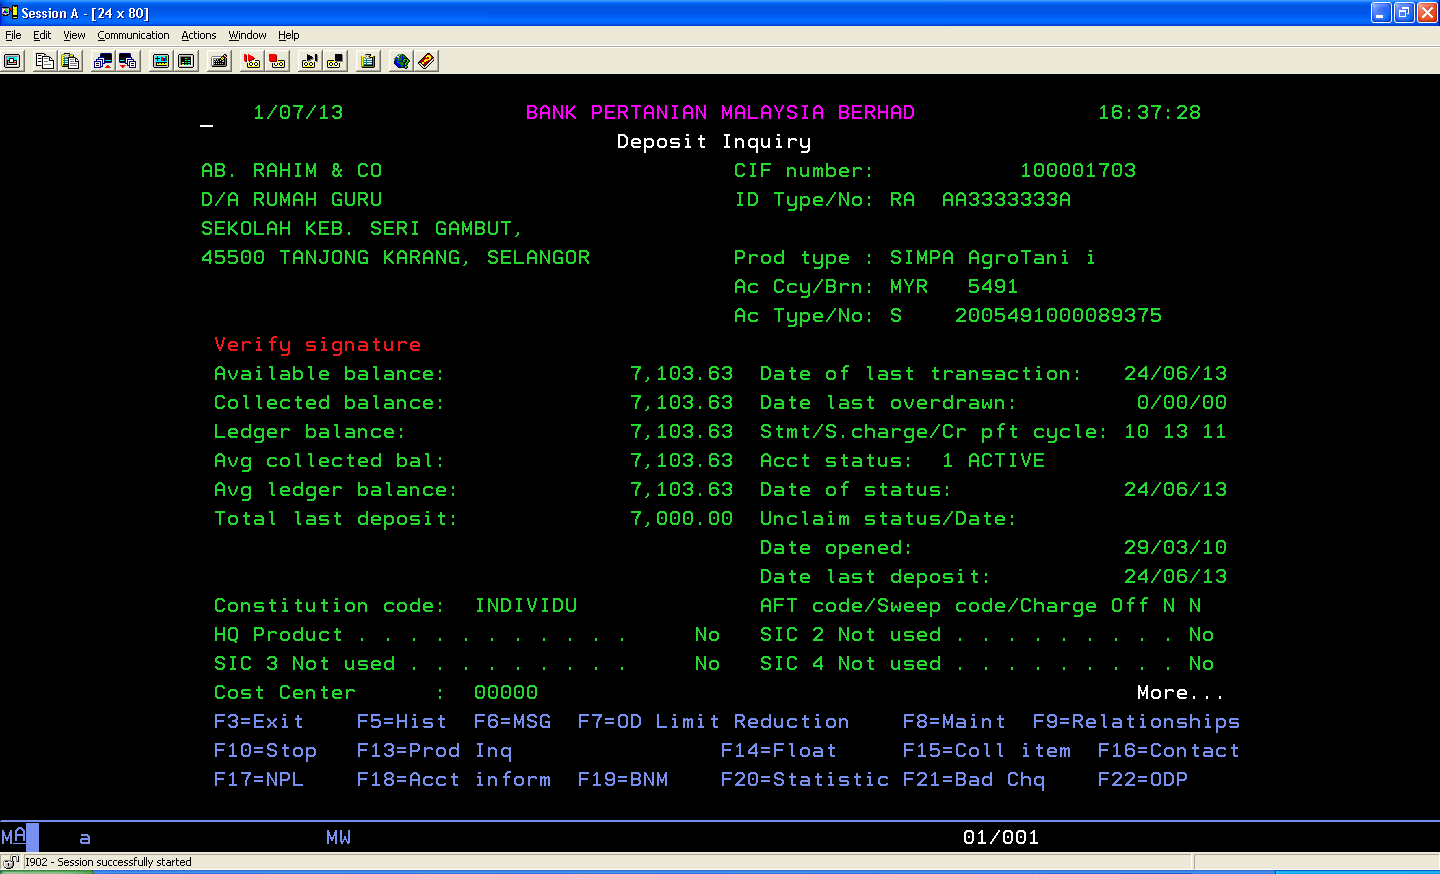 Session A - [24 x 80]
File Edit View Communication Actions Window Help
1/07/13 BANK PERTANIAN MALAYSIA BERHAD 16:37:28
Deposit Inquiry
AB. RAHIM & CO CIF number: 100001703
D/A RUMAH GURU ID Type/No: RA AA3333333A
SEKOLAH KEB. SERI GAMBUT,
45500 TANJONG KARANG, SELANGOR Prod type : SIMPA AgroTani i
Ac Ccy/Brn: MYR 5491
Ac Type/No: S 2005491000089375
Verify signature
Available balance: 7,103.63 Date of last transaction: 24/06/13
Collected balance: 7,103.63 Date last overdrawn: 0/00/00
Ledger balance: 7,103.63 Stmt/S.charge/Cr pft cycle: 10 13 11
Avg collected bal: 7,103.63 Acct status: 1 ACTIVE
Avg ledger balance: 7,103.63 Date of status: 24/06/13
Total last deposit: 7,000.00 Unclaim status/Date:
Date opened: 29/03/10
Date last deposit: 24/06/13
Constitution code: INDIVIDU AFT code/Sweep code/Charge Off N N
HQ Product . . . . . . . . . . . No SIC 2 Not used . . . . . . . . . No
SIC 3 Not used . . . . . . . . . No SIC 4 Not used . . . . . . . . . No
Cost Center : 00000 More...
F3=Exit F5=Hist F6=MSG F7=OD Limit Reduction F8=Maint F9=Relationships
F10=Stop F13=Prod Inq F14=Float F15=Coll item F16=Contact
F17=NPL F18=Acct inform F19=BNM F20=Statistic F21=Bad Chq F22=ODP
MA a MW 01/001
I902 - Session successfully started